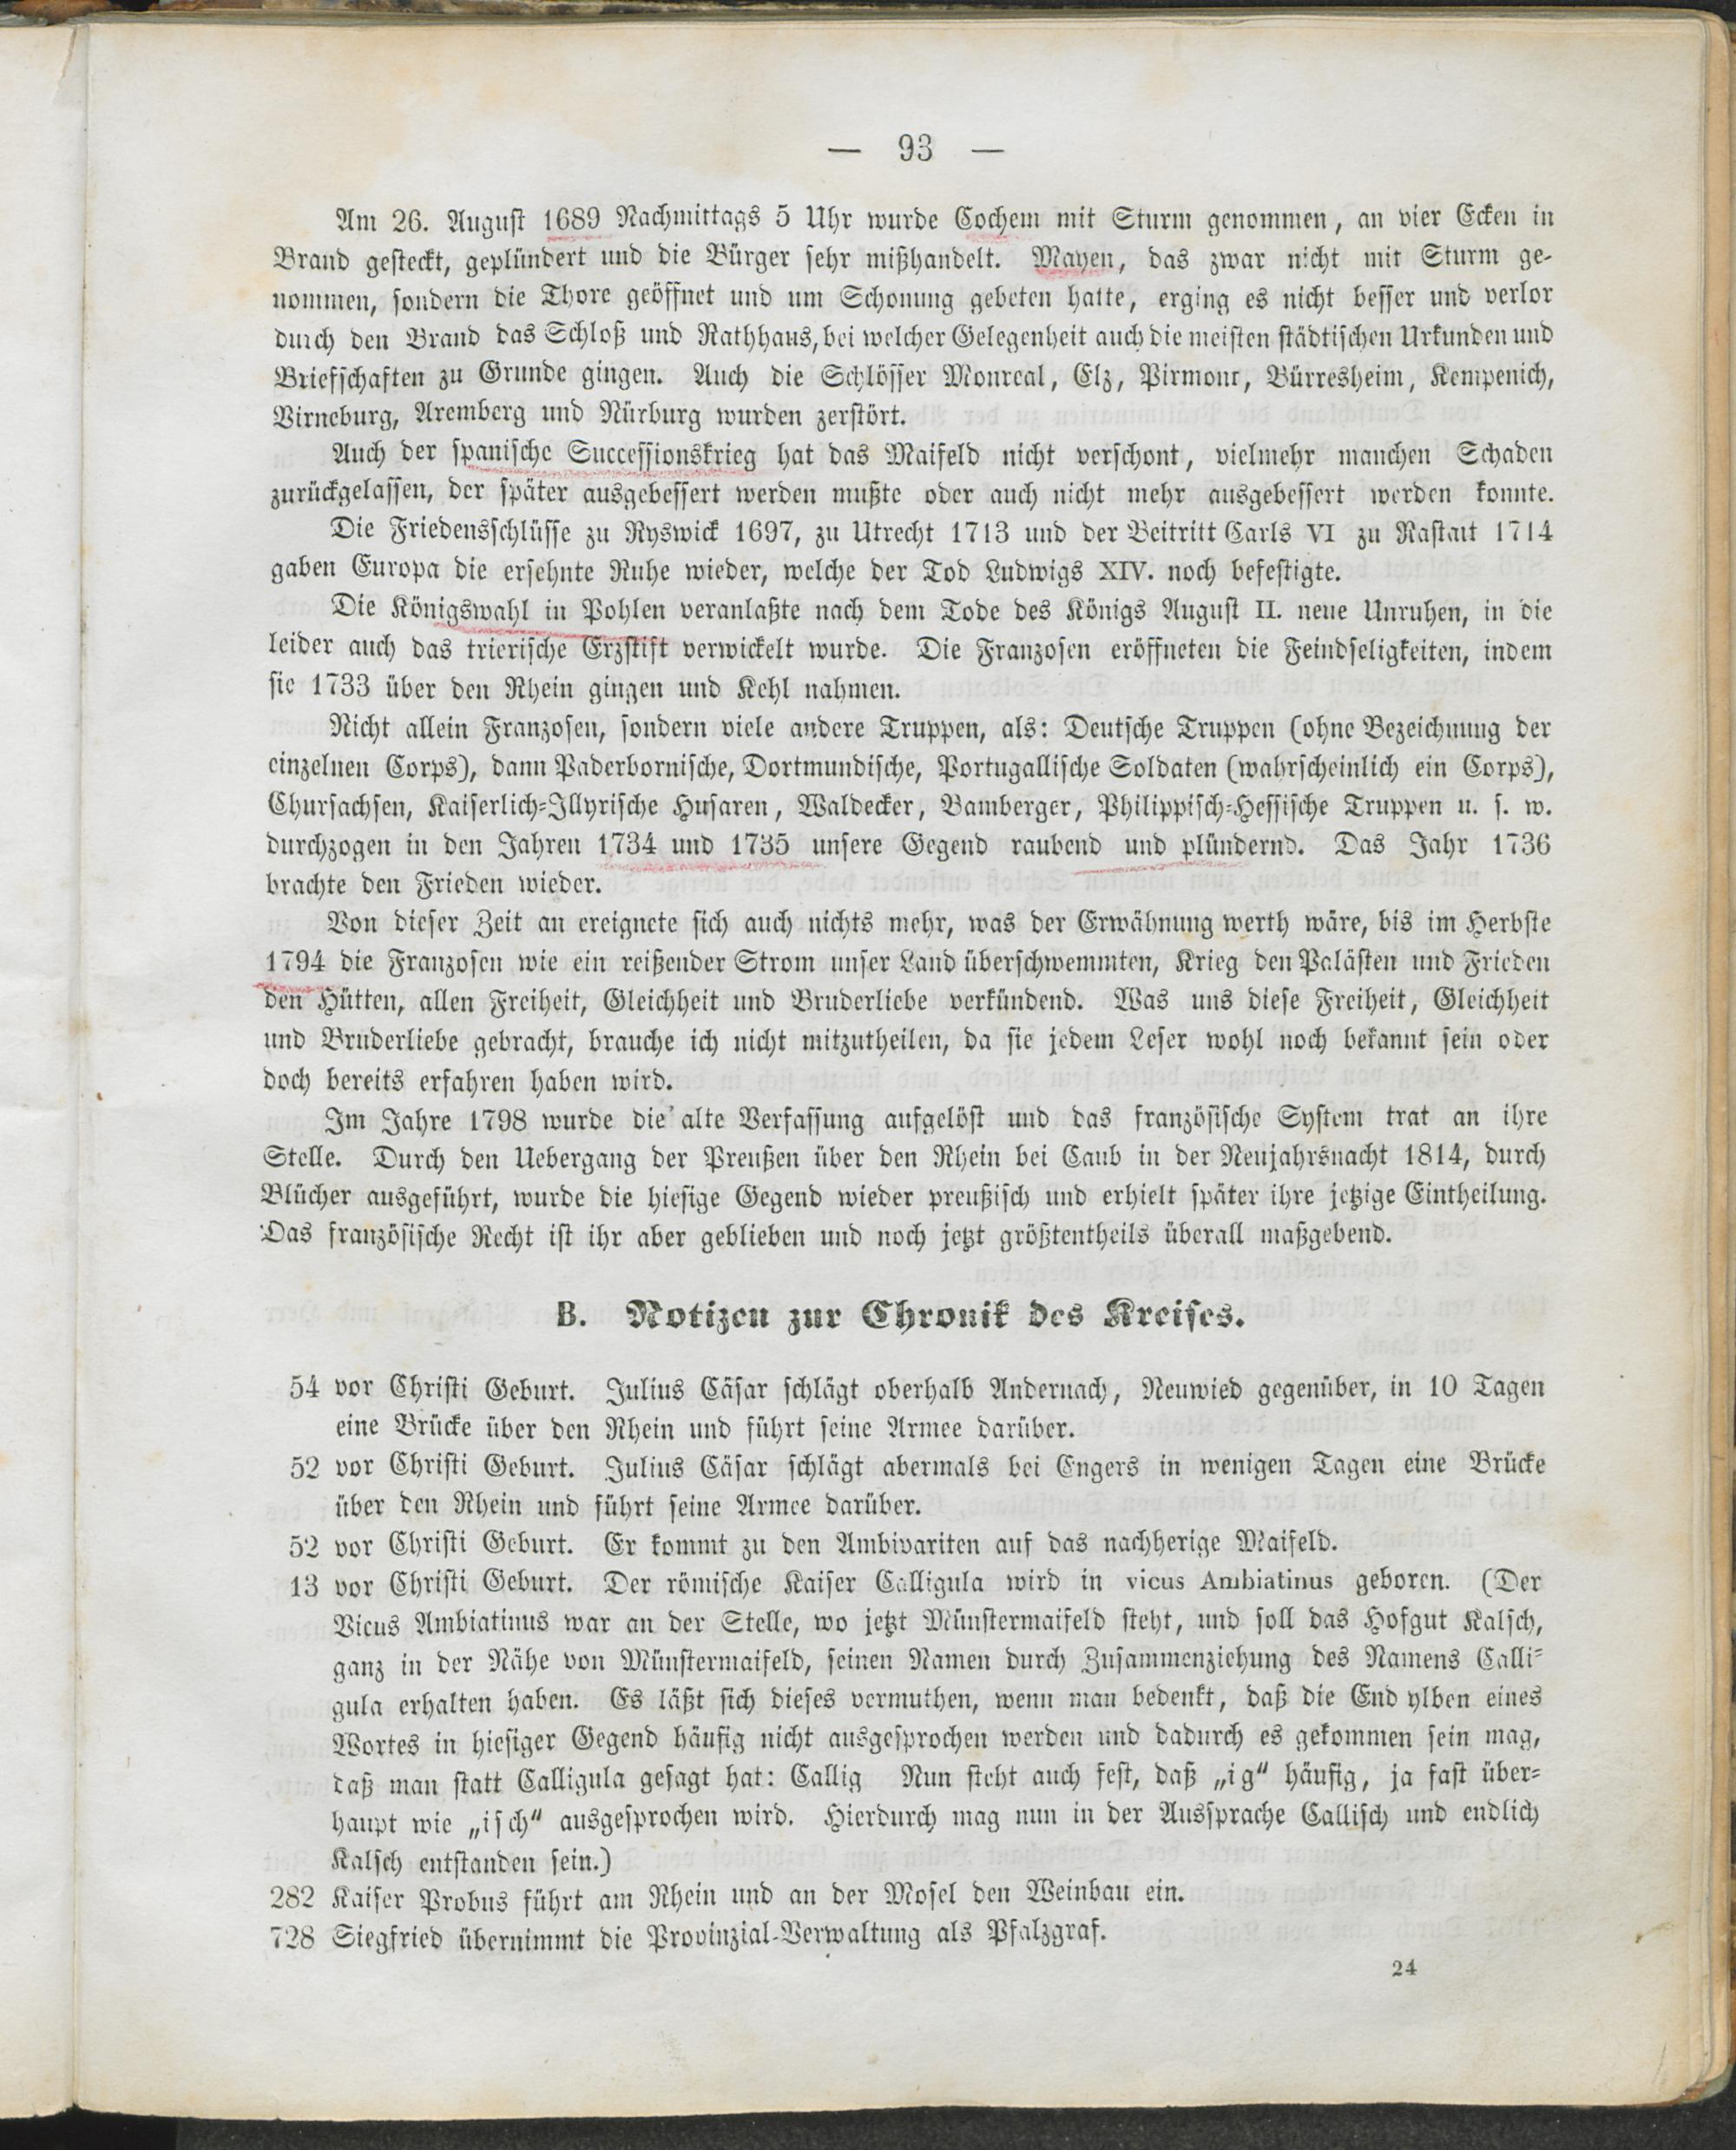 — 93 —
Am 26. August 1689 Nachmittags 5 Uhr wurde Cochem mit Sturm genommen, an vier Ecken in
Brand gesteckt, geplündert und die Bürger sehr mißhandelt. Mayen, das zwar nicht mit Sturm ge-
nommen, sondern die Thore geöffnet und um Schonung gebeten hatte, erging es nicht besser und verlor
durch den Brand das Schloß und Rathhaus, bei welcher Gelegenheit auch die meisten städtischen Urkunden und
Briefschaften zu Grunde gingen. Auch die Schlösser Monreal, Elz, Pirmont, Bürresheim, Kempenich,
Virneburg, Aremberg und Nürburg wurden zerstört.
Auch der spanische Successionskrieg hat das Maifeld nicht verschont, vielmehr manchen Schaden
zurückgelassen, der später ausgebessert werden mußte oder auch nicht mehr ausgebessert werden konnte.
Die Friedensschlüsse zu Ryswick 1697, zu Utrecht 1713 und der Beitritt Carls VI zu Rastatt 1714
gaben Europa die ersehnte Ruhe wieder, welche der Tod Ludwigs XIV. noch befestigte.
Die Königswahl in Pohlen veranlaßte nach dem Tode des Königs August II. neue Unruhen, in die
leider auch das trierische Erzstift verwickelt wurde. Die Franzosen eröffneten die Feindseligkeiten, indem
sie 1733 über den Rhein gingen und Kehl nahmen.
Nicht allein Franzosen, sondern viele andere Truppen, als: Deutsche Truppen (ohne Bezeichnung der
einzelnen Corps), dann Paderbornische, Dortmundische, Portugallische Soldaten (wahrscheinlich ein Corps),
Chursachsen, Kaiserlich-Illyrische Husaren, Waldecker, Bamberger, Philippisch-Hessische Truppen u. s. w.
durchzogen in den Jahren 1734 und 1735 unsere Gegend raubend und plündernd. Das Jahr 1736
brachte den Frieden wieder.
Von dieser Zeit an ereignete sich auch nichts mehr, was der Erwähnung werth wäre, bis im Herbste
1794 die Franzosen wie ein reißender Strom unser Land überschwemmten, Krieg den Palästen und Frieden
den Hütten, allen Freiheit, Gleichheit und Bruderliebe verkündend. Was uns diese Freiheit, Gleichheit
und Bruderliebe gebracht, brauche ich nicht mitzutheilen, da sie jedem Leser wohl noch bekannt sein oder
doch bereits erfahren haben wird.
Im Jahre 1798 wurde die alte Verfassung aufgelöst und das französische System trat an ihre
Stelle. Durch den Uebergang der Preußen über den Rhein bei Caub in der Neujahrsnacht 1814, durch
Blücher ausgeführt, wurde die hiesige Gegend wieder preußisch und erhielt später ihre jetzige Eintheilung.
Das französische Recht ist ihr aber geblieben und noch jetzt größtentheils überall maßgebend.
B. Notizen zur Chronik des Kreises.
54 vor Christi Geburt. Julius Cäsar schlägt oberhalb Andernach, Neuwied gegenüber, in 10 Tagen
eine Brücke über den Rhein und führt seine Armee darüber.
52 vor Christi Geburt. Julius Cäsar schlägt abermals bei Engers in wenigen Tagen eine Brücke
über den Rhein und führt seine Armee darüber.
52 vor Christi Geburt. Er kommt zu den Ambivariten auf das nachherige Maifeld.
13 vor Christi Geburt. Der römische Kaiser Calligula wird in vicus Ambiatinus geboren. (Der
Vicus Ambiatinus war an der Stelle, wo jetzt Münstermaifeld steht, und soll das Hofgut Kalsch,
ganz in der Nähe von Münstermaifeld, seinen Namen durch Zusammenziehung des Namens Calli-
gula erhalten haben. Es läßt sich dieses vermuthen, wenn man bedenkt, daß die End ylben eines
Wortes in hiesiger Gegend häufig nicht ausgesprochen werden und dadurch es gekommen sein mag,
daß man statt Calligula gesagt hat: Callig Nun steht auch fest, daß „ig“ häufig, ja fast über-
haupt wie „isch“ ausgesprochen wird. Hierdurch mag nun in der Aussprache Callisch und endlich
Kalsch entstanden sein.)
282 Kaiser Probus führt am Rhein und an der Mosel den Weinbau ein.
728 Siegfried übernimmt die Provinzial-Verwaltung als Pfalzgraf.
24